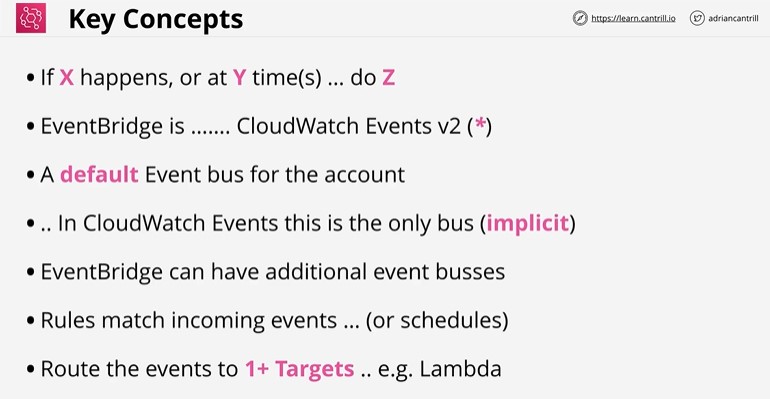 Key Concepts
https://learn.cantrill.io
adriancantrill
• If X happens, or at Y time(s) ... do Z
• EventBridge is ....... CloudWatch Events v2 (*)
• A default Event bus for the account
• .. In CloudWatch Events this is the only bus (implicit)
• EventBridge can have additional event busses
• Rules match incoming events ... (or schedules)
• Route the events to 1+ Targets .. e.g. Lambda